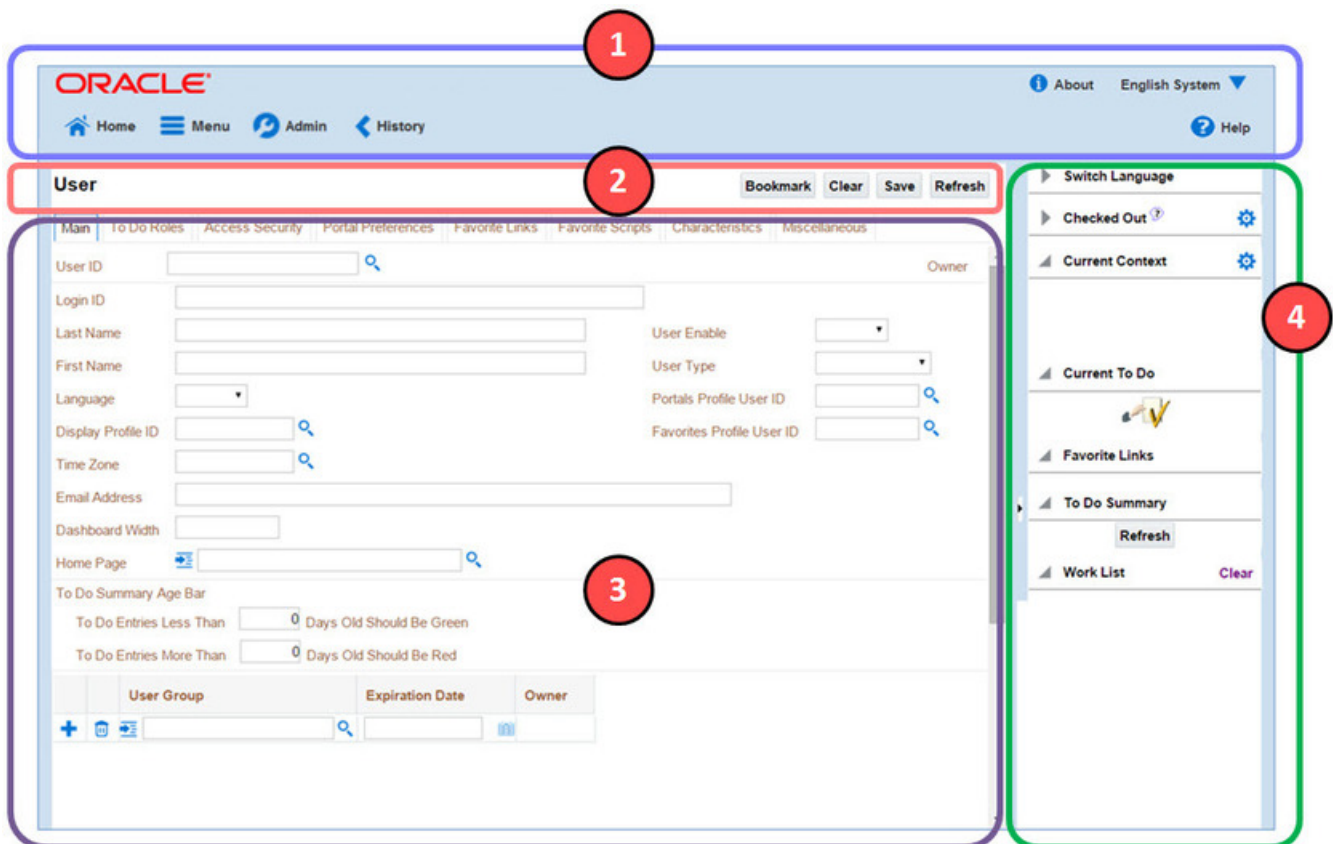 1
ORACLE
About English System
Home Menu Admin History
Help
2
User
Bookmark Clear Save Refresh
Main To Do Roles Access Security Portal Preferences Favorite Links Favorite Scripts Characteristics Miscellaneous
User ID
Owner
Login ID
Last Name
User Enable
First Name
User Type
Language
Portals Profile User ID
Display Profile ID
Favorites Profile User ID
Time Zone
Email Address
Dashboard Width
Home Page
3
To Do Summary Age Bar
To Do Entries Less Than 0 Days Old Should Be Green
To Do Entries More Than 0 Days Old Should Be Red
User Group Expiration Date Owner
Switch Language
Checked Out ?
Current Context
4
Current To Do
Favorite Links
To Do Summary
Refresh
Work List Clear